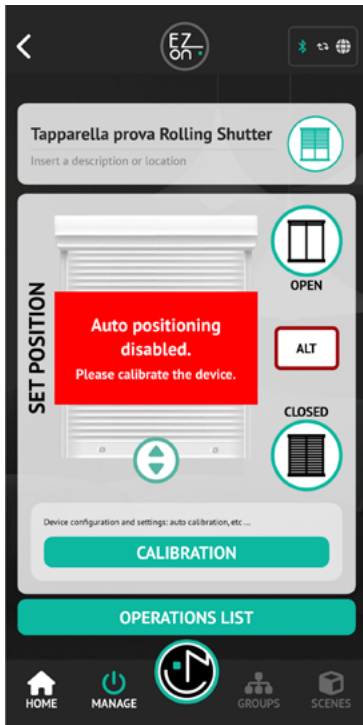 EZ
on
Tapparella prova Rolling Shutter
Insert a description or location
SET POSITION
Auto positioning
disabled.
Please calibrate the device.
OPEN
ALT
CLOSED
Device configuration and settings: auto calibration, etc ...
CALIBRATION
OPERATIONS LIST
HOME
MANAGE
GROUPS
SCENES